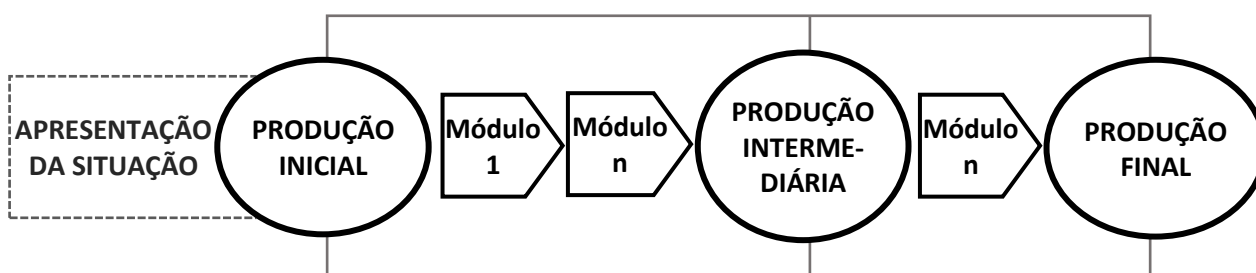 APRESENTAÇÃO
DA SITUAÇÃO
PRODUÇÃO
INICIAL
Módulo
1
Módulo
n
PRODUÇÃO
INTERME-
DIÁRIA
Módulo
n
PRODUÇÃO
FINAL